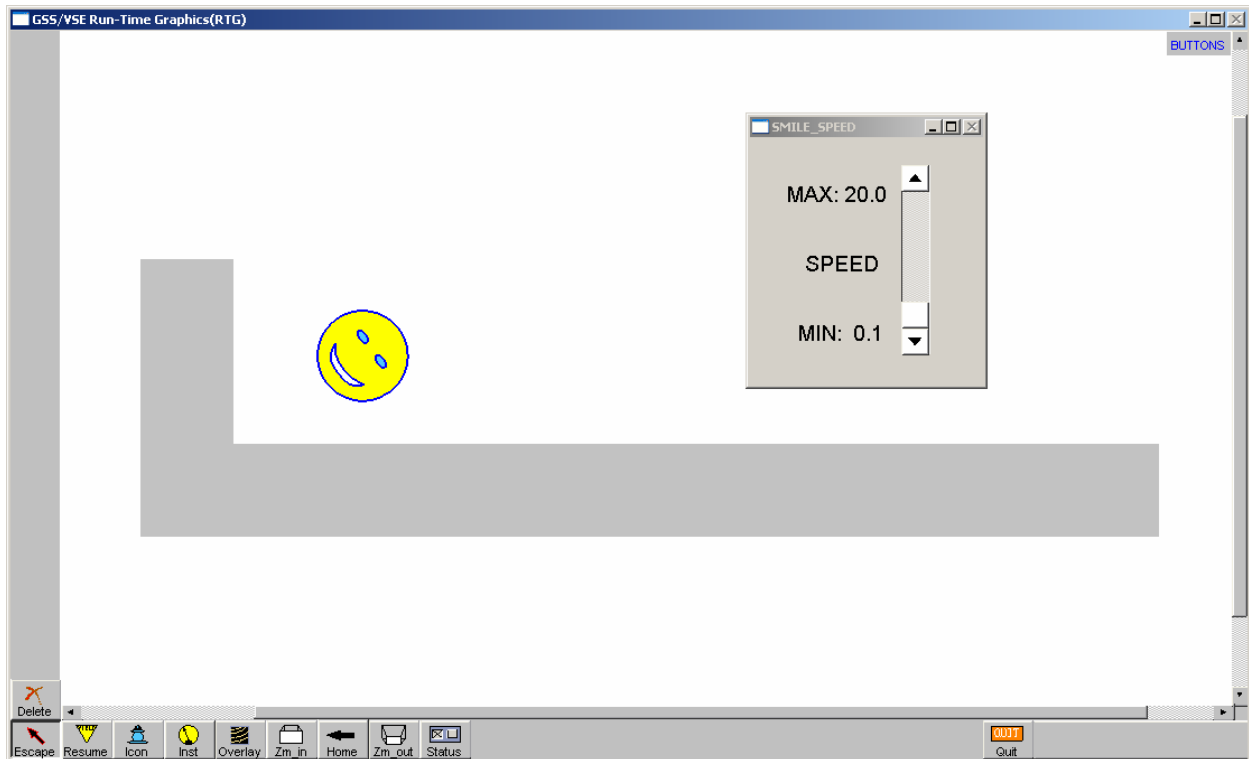 GSS/VSE Run-Time Graphics(RTG)
BUTTONS
SMILE_SPEED
MAX: 20.0
SPEED
MIN: 0.1
Delete
Escape Resume Icon Inst Overlay Zm_in Home Zm_out Status QUIT Quit